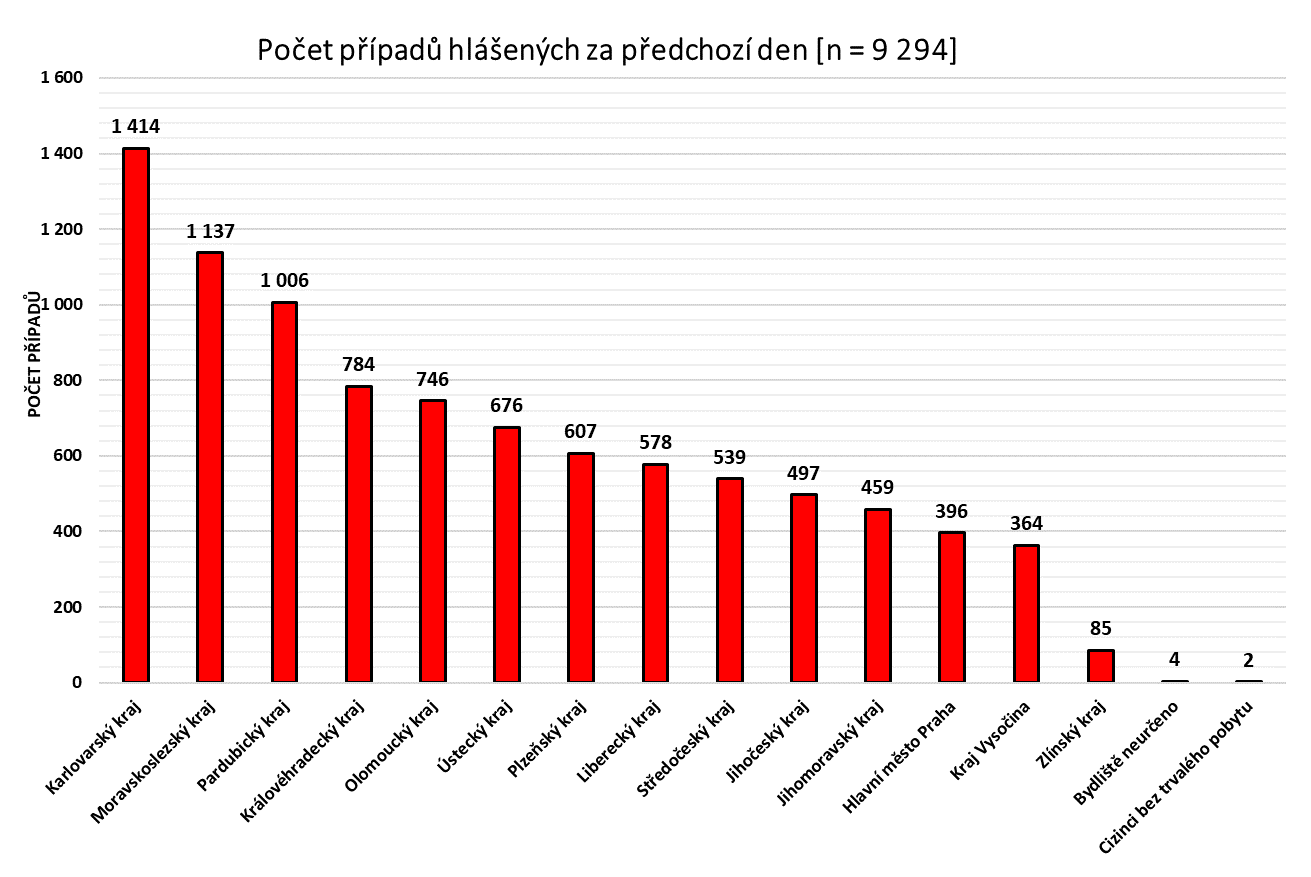 Počet případů hlášených za předchozí den [n = 9 294]
POČET PŘÍPADŮ
1 600
1 400
1 200
1 000
800
600
400
200
0
1 414
1 137
1 006
784
746
676
607
578
539
497
459
396
364
85
4
2
Karlovarský kraj
Moravskoslezský kraj
Pardubický kraj
Královéhradecký kraj
Olomoucký kraj
Ústecký kraj
Plzeňský kraj
Liberecký kraj
Středočeský kraj
Jihočeský kraj
Jihomoravský kraj
Hlavní město Praha
Kraj Vysočina
Zlínský kraj
Bydliště neurčeno
Cizinci bez trvalého pobytu